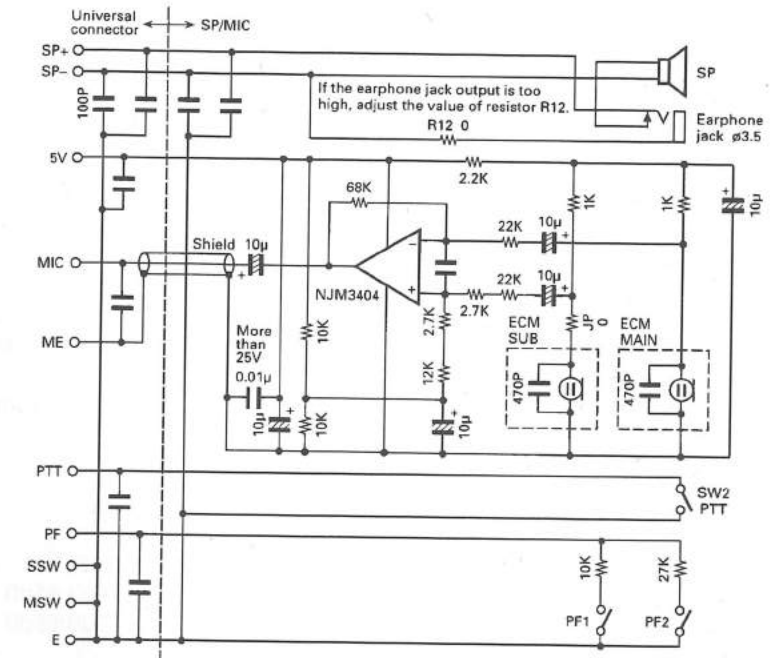 Universal
connector
SP/MIC
SP+
SP−
SP
100P
If the earphone jack output is too
high, adjust the value of resistor R12.
R12 0
Earphone
jack ø3.5
5V
2.2K
68K
1K
1K
+
10µ
Shield
MIC
+
10µ
−
+
NJM3404
22K
10µ
+
22K
10µ
+
2.7K
2.7K
12K
JP
0
ECM
SUB
470P
ECM
MAIN
470P
ME
More
than
25V
0.01µ
10K
10K
+
10µ
+
10µ
PTT
SW2
PTT
PF
SSW
MSW
E
10K
27K
PF1
PF2